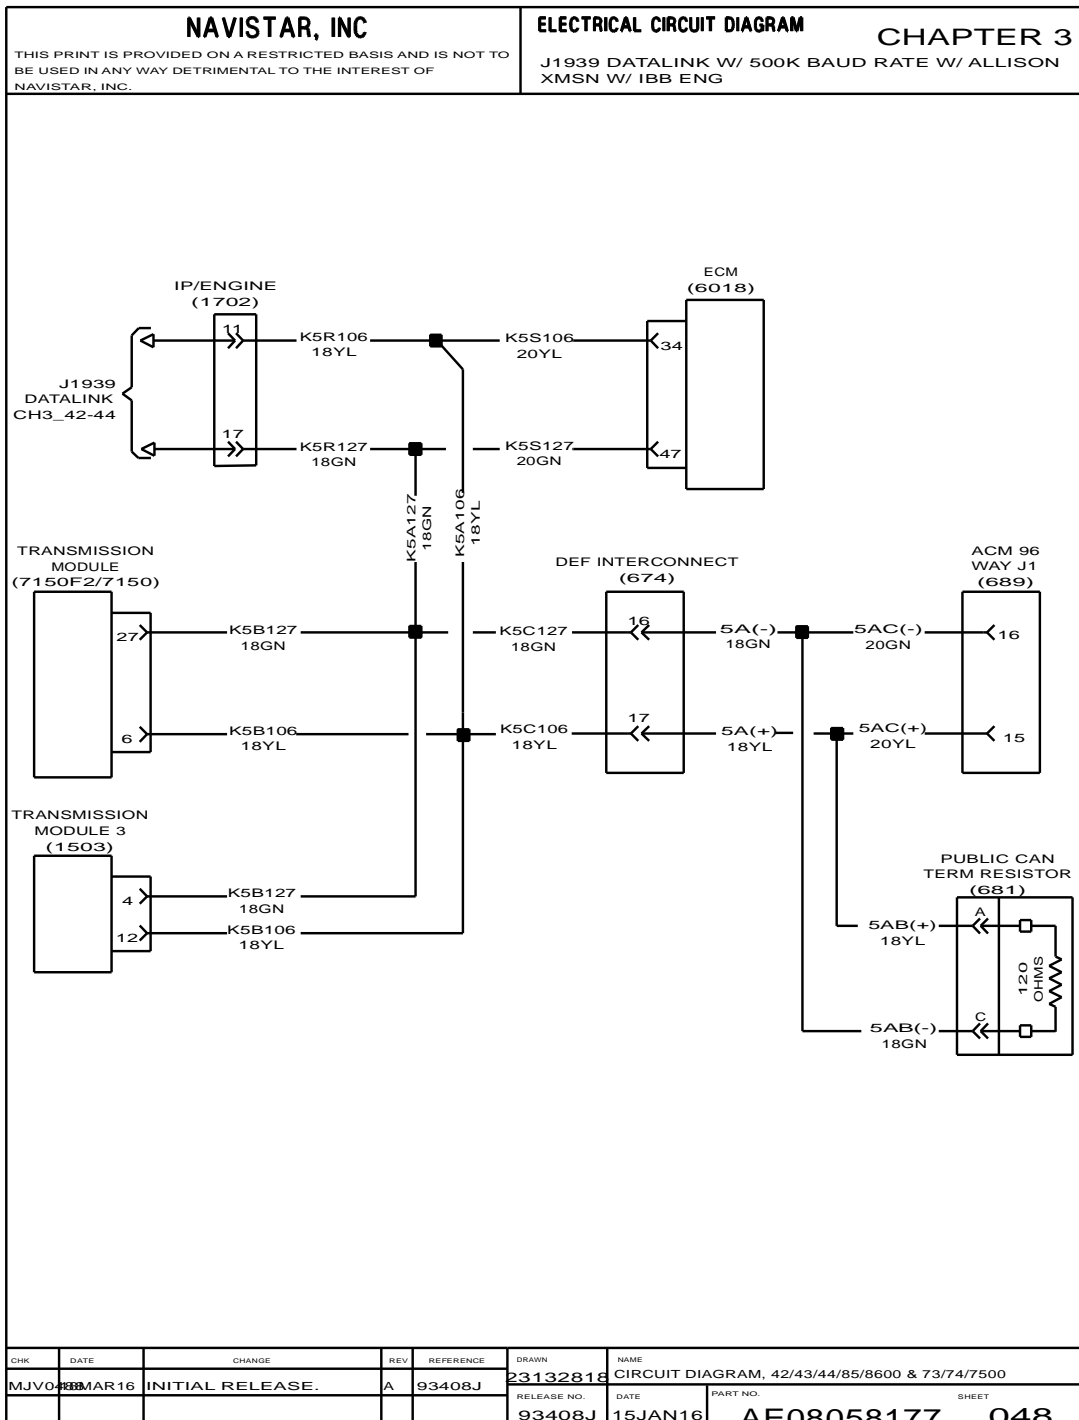 NAVISTAR, INC
THIS PRINT IS PROVIDED ON A RESTRICTED BASIS AND IS NOT TO
BE USED IN ANY WAY DETRIMENTAL TO THE INTEREST OF
NAVISTAR, INC.
ELECTRICAL CIRCUIT DIAGRAM
CHAPTER 3
J1939 DATALINK W/ 500K BAUD RATE W/ ALLISON
XMSN W/ IBB ENG
IP/ENGINE
(1702)
ECM
(6018)
11
K5R106
18YL
K5S106
20YL
34
J1939
DATALINK
CH3_42-44
17
K5R127
18GN
K5S127
20GN
47
K5A127
18GN
K5A106
18YL
TRANSMISSION
MODULE
(7150F2/7150)
DEF INTERCONNECT
(674)
ACM 96
WAY J1
(689)
27
K5B127
18GN
K5C127
18GN
16
5A(-)
18GN
5AC(-)
20GN
16
6
K5B106
18YL
K5C106
18YL
17
5A(+)
18YL
5AC(+)
20YL
15
TRANSMISSION
MODULE 3
(1503)
4
K5B127
18GN
12
K5B106
18YL
PUBLIC CAN
TERM RESISTOR
(681)
5AB(+)
18YL
A
120
OHMS
5AB(-)
18GN
C
CHK DATE CHANGE REV REFERENCE
MJV04 MAR16 INITIAL RELEASE. A 93408J
DRAWN
23132818
NAME
CIRCUIT DIAGRAM, 42/43/44/85/8600 & 73/74/7500
RELEASE NO.
93408J
DATE
15JAN16
PART NO.
AE08058177
SHEET
048